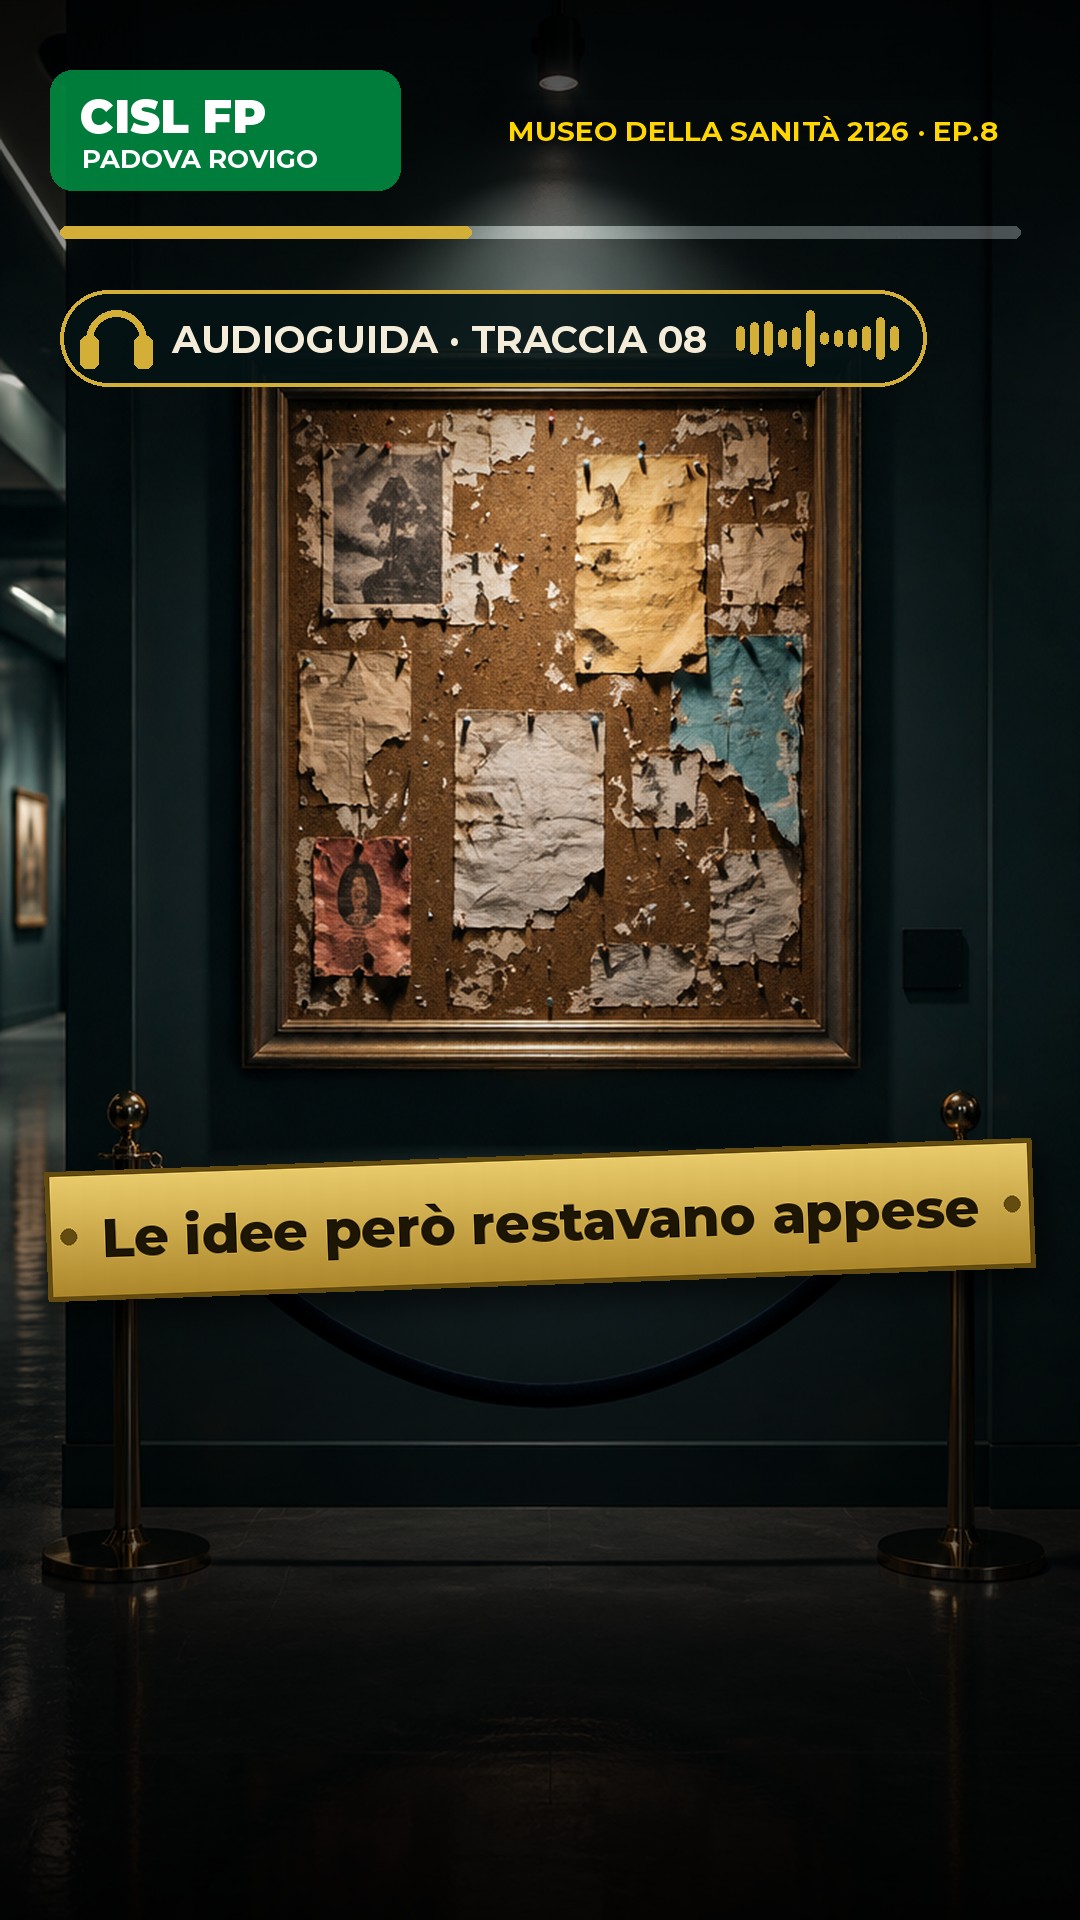 CISL FP
PADOVA ROVIGO
MUSEO DELLA SANITÀ 2126 · EP.8
AUDIOGUIDA · TRACCIA 08
Le idee però restavano appese